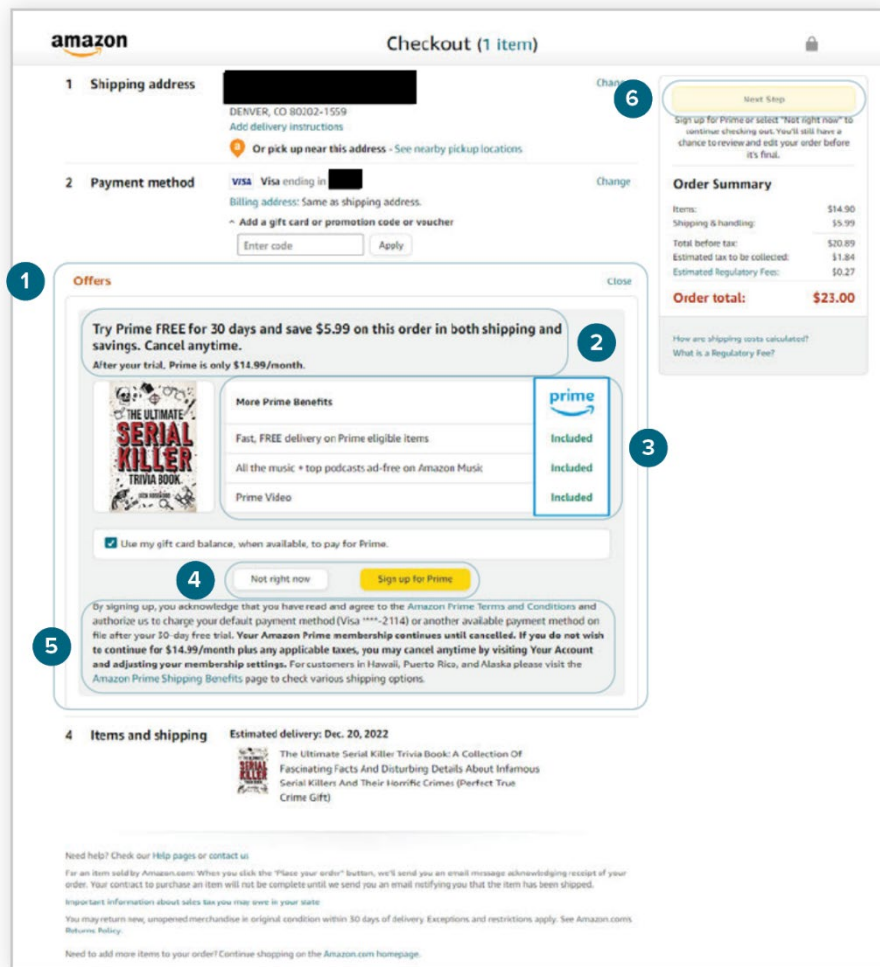 amazon
Checkout (1 item)
1 Shipping address
Change
DENVER, CO 80202-1559
Add delivery instructions
a Or pick up near this address - See nearby pickup locations
2 Payment method
VISA Visa ending in
Change
Billing address: Same as shipping address.
Add a gift card or promotion code or voucher
Enter code
Apply
6
Next Step
Sign up for Prime or select "Not right now" to
continue checking out. You'll still have a
chance to review and edit your order before
it's final.
Order Summary
Items: $14.90
Shipping & handling: $5.99
Total before tax: $20.89
Estimated tax to be collected: $1.84
Estimated Regulatory Fees: $0.27
Order total: $23.00
How are shipping costs calculated?
What is a Regulatory Fee?
1
Offers
Close
Try Prime FREE for 30 days and save $5.99 on this order in both shipping and
savings. Cancel anytime.
After your trial, Prime is only $14.99/month.
2
THE ULTIMATE
SERIAL
KILLER
TRIVIA BOOK
More Prime Benefits
prime
Fast, FREE delivery on Prime eligible items Included
All the music + top podcasts ad-free on Amazon Music Included
Prime Video Included
3
Use my gift card balance, when available, to pay for Prime.
4
Not right now
Sign up for Prime
5
By signing up, you acknowledge that you have read and agree to the Amazon Prime Terms and Conditions and
authorize us to charge your default payment method (Visa ****-2114) or another available payment method on
file after your 30-day free trial. Your Amazon Prime membership continues until cancelled. If you do not wish
to continue for $14.99/month plus any applicable taxes, you may cancel anytime by visiting Your Account
and adjusting your membership settings. For customers in Hawaii, Puerto Rico, and Alaska please visit the
Amazon Prime Shipping Benefits page to check various shipping options.
4 Items and shipping
Estimated delivery: Dec. 20, 2022
SERIAL
KILLER
The Ultimate Serial Killer Trivia Book: A Collection Of
Fascinating Facts And Disturbing Details About Infamous
Serial Killers And Their Horrific Crimes (Perfect True
Crime Gift)
Need help? Check our Help pages or contact us
For an item sold by Amazon.com: When you click the "Place your order" button, we'll send you an email message acknowledging receipt of your
order. Your contract to purchase an item will not be complete until we send you an email notifying you that the item has been shipped.
Important information about sales tax you may owe in your state
You may return new, unopened merchandise in original condition within 30 days of delivery. Exceptions and restrictions apply. See Amazon.com's
Returns Policy.
Need to add more items to your order? Continue shopping on the Amazon.com homepage.